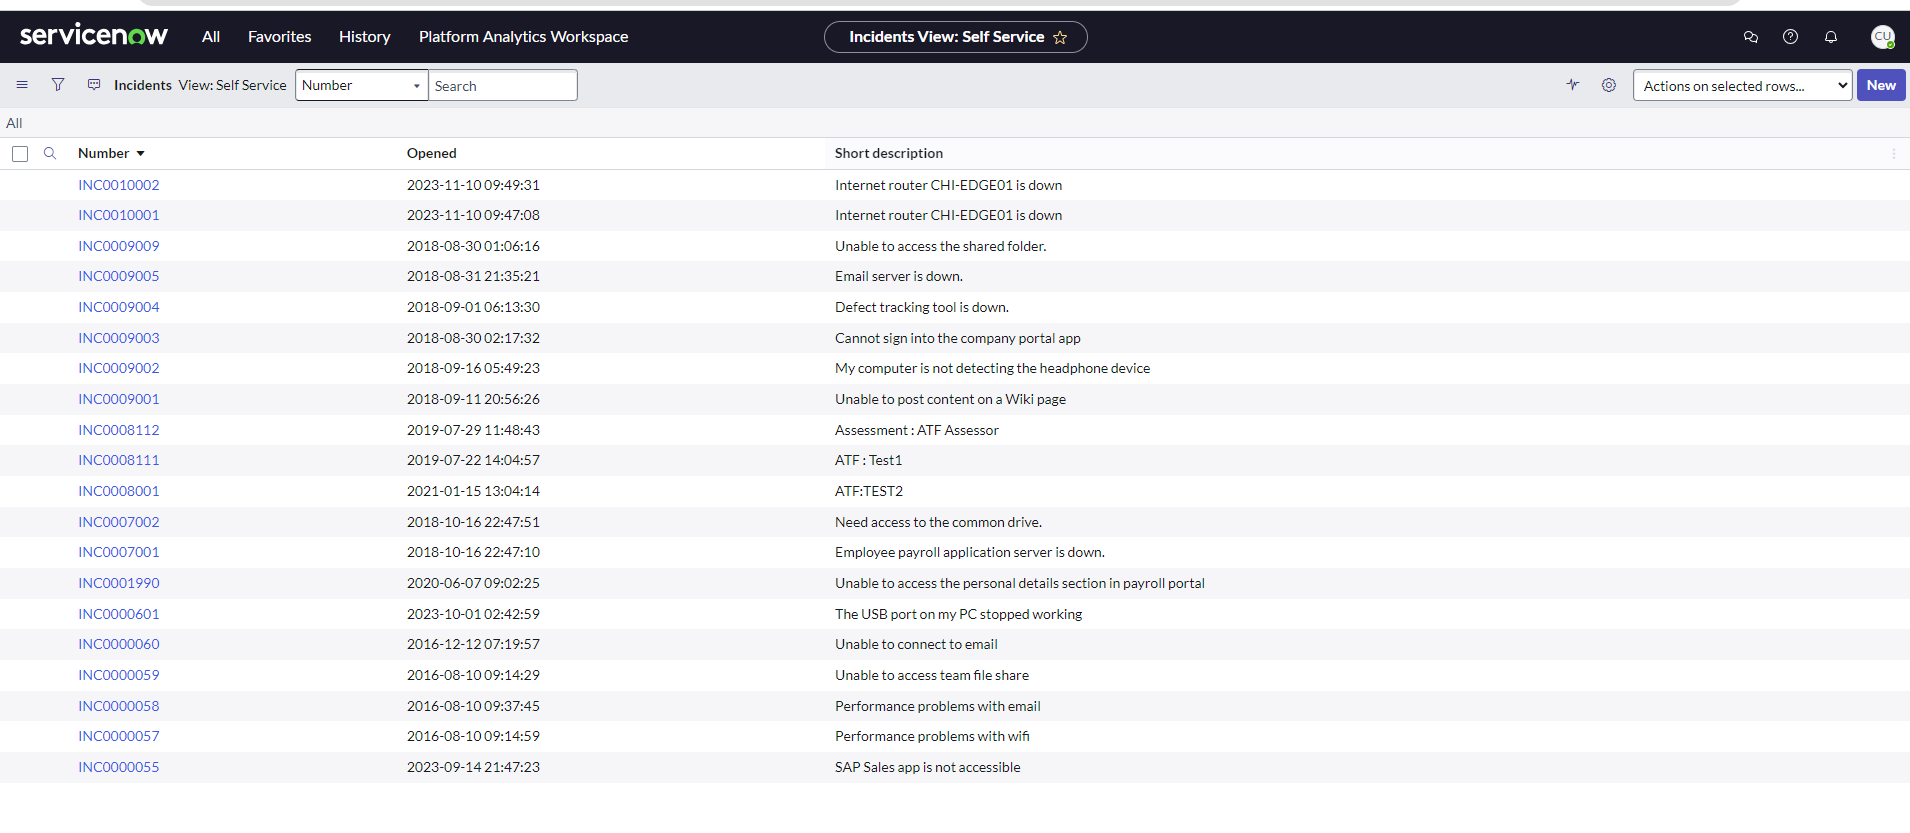 servicenow All Favorites History Platform Analytics Workspace Incidents View: Self Service CU
Incidents View: Self Service Number Search Actions on selected rows... New
All
Number Opened Short description
INC0010002 2023-11-10 09:49:31 Internet router CHI-EDGE01 is down
INC0010001 2023-11-10 09:47:08 Internet router CHI-EDGE01 is down
INC0009009 2018-08-30 01:06:16 Unable to access the shared folder.
INC0009005 2018-08-31 21:35:21 Email server is down.
INC0009004 2018-09-01 06:13:30 Defect tracking tool is down.
INC0009003 2018-08-30 02:17:32 Cannot sign into the company portal app
INC0009002 2018-09-16 05:49:23 My computer is not detecting the headphone device
INC0009001 2018-09-11 20:56:26 Unable to post content on a Wiki page
INC0008112 2019-07-29 11:48:43 Assessment : ATF Assessor
INC0008111 2019-07-22 14:04:57 ATF : Test1
INC0008001 2021-01-15 13:04:14 ATF:TEST2
INC0007002 2018-10-16 22:47:51 Need access to the common drive.
INC0007001 2018-10-16 22:47:10 Employee payroll application server is down.
INC0001990 2020-06-07 09:02:25 Unable to access the personal details section in payroll portal
INC0000601 2023-10-01 02:42:59 The USB port on my PC stopped working
INC0000060 2016-12-12 07:19:57 Unable to connect to email
INC0000059 2016-08-10 09:14:29 Unable to access team file share
INC0000058 2016-08-10 09:37:45 Performance problems with email
INC0000057 2016-08-10 09:14:59 Performance problems with wifi
INC0000055 2023-09-14 21:47:23 SAP Sales app is not accessible